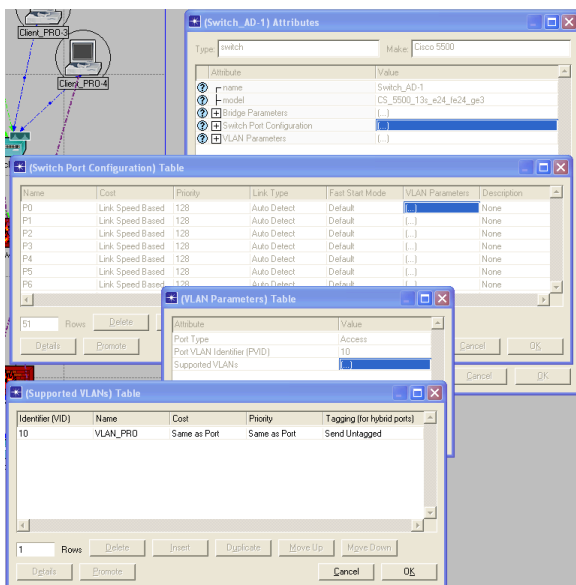 Client_PRO-3
Client_PRO-4
(Switch_AD-1) Attributes
Type: switch Make: Cisco 5500
Attribute Value
name Switch_AD-1
model CS_5500_13s_e24_fe24_ge3
Bridge Parameters (...)
Switch Port Configuration (...)
VLAN Parameters (...)
(Switch Port Configuration) Table
Name Cost Priority Link Type Fast Start Mode VLAN Parameters Description
P0 Link Speed Based 128 Auto Detect Default (...) None
P1 Link Speed Based 128 Auto Detect Default (...) None
P2 Link Speed Based 128 Auto Detect Default (...) None
P3 Link Speed Based 128 Auto Detect Default (...) None
P4 Link Speed Based 128 Auto Detect Default (...) None
P5 Link Speed Based 128 Auto Detect Default (...) None
P6 Link Speed Based 128 Auto Detect Default (...) None
51 Rows Delete
Details Promote Cancel OK
(VLAN Parameters) Table
Attribute Value
Port Type Access
Port VLAN Identifier (PVID) 10
Supported VLANs (...)
Cancel OK
(Supported VLANs) Table
Identifier (VID) Name Cost Priority Tagging (for hybrid ports)
10 VLAN_PRO Same as Port Same as Port Send Untagged
1 Rows Delete Insert Duplicate Move Up Move Down
Details Promote Cancel OK